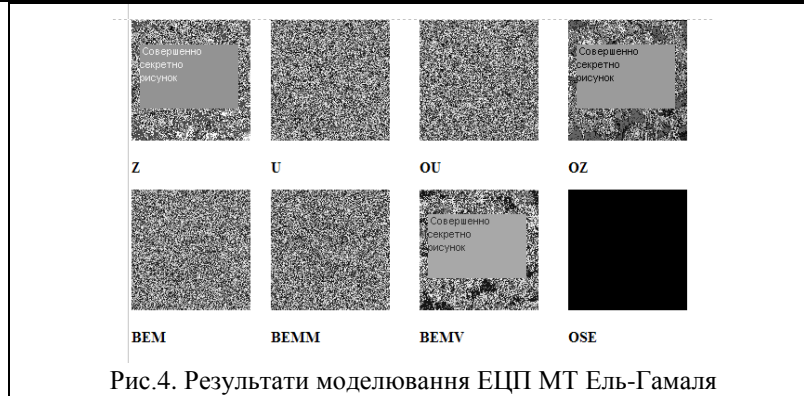 Совершенно
секретно
рисунок
Совершенно
секретно
рисунок
Z U OU OZ
Совершенно
секретно
рисунок
BEM BEMM BEMV OSE
Рис.4. Результати моделювання ЕЦП МТ Ель-Гамаля